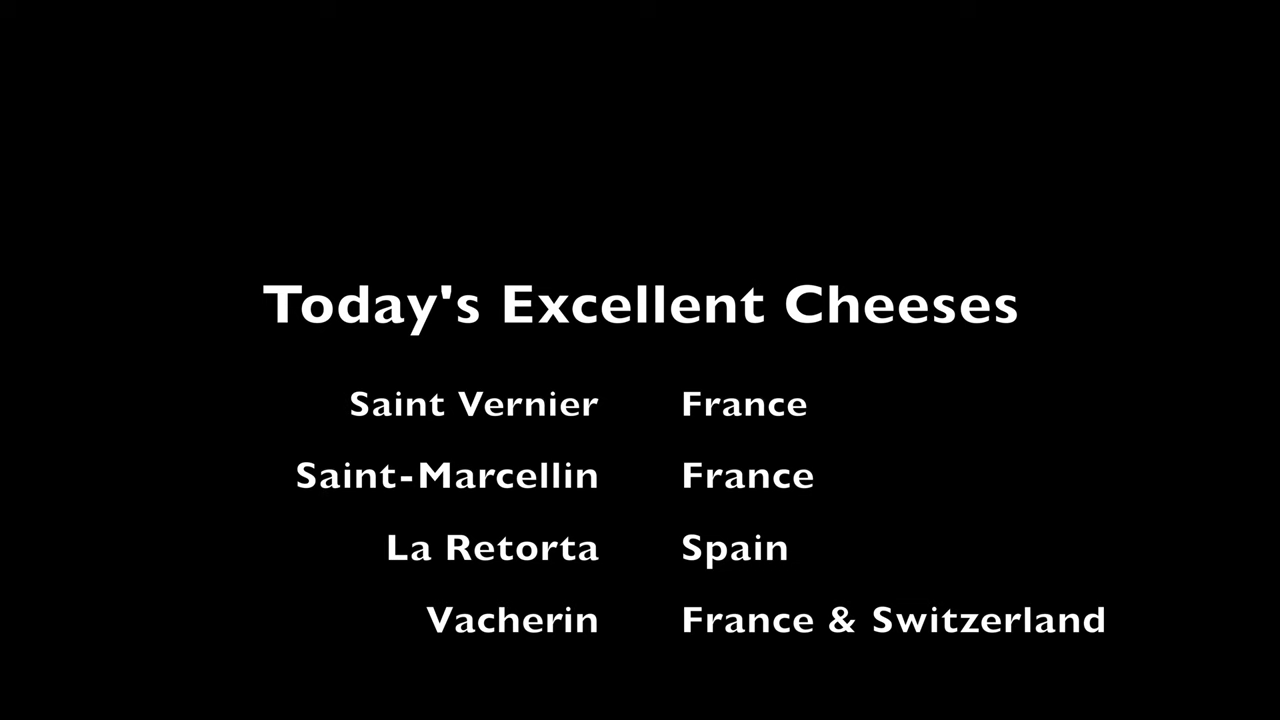 Today's Excellent Cheeses
Saint Vernier France
Saint-Marcellin France
La Retorta Spain
Vacherin France & Switzerland